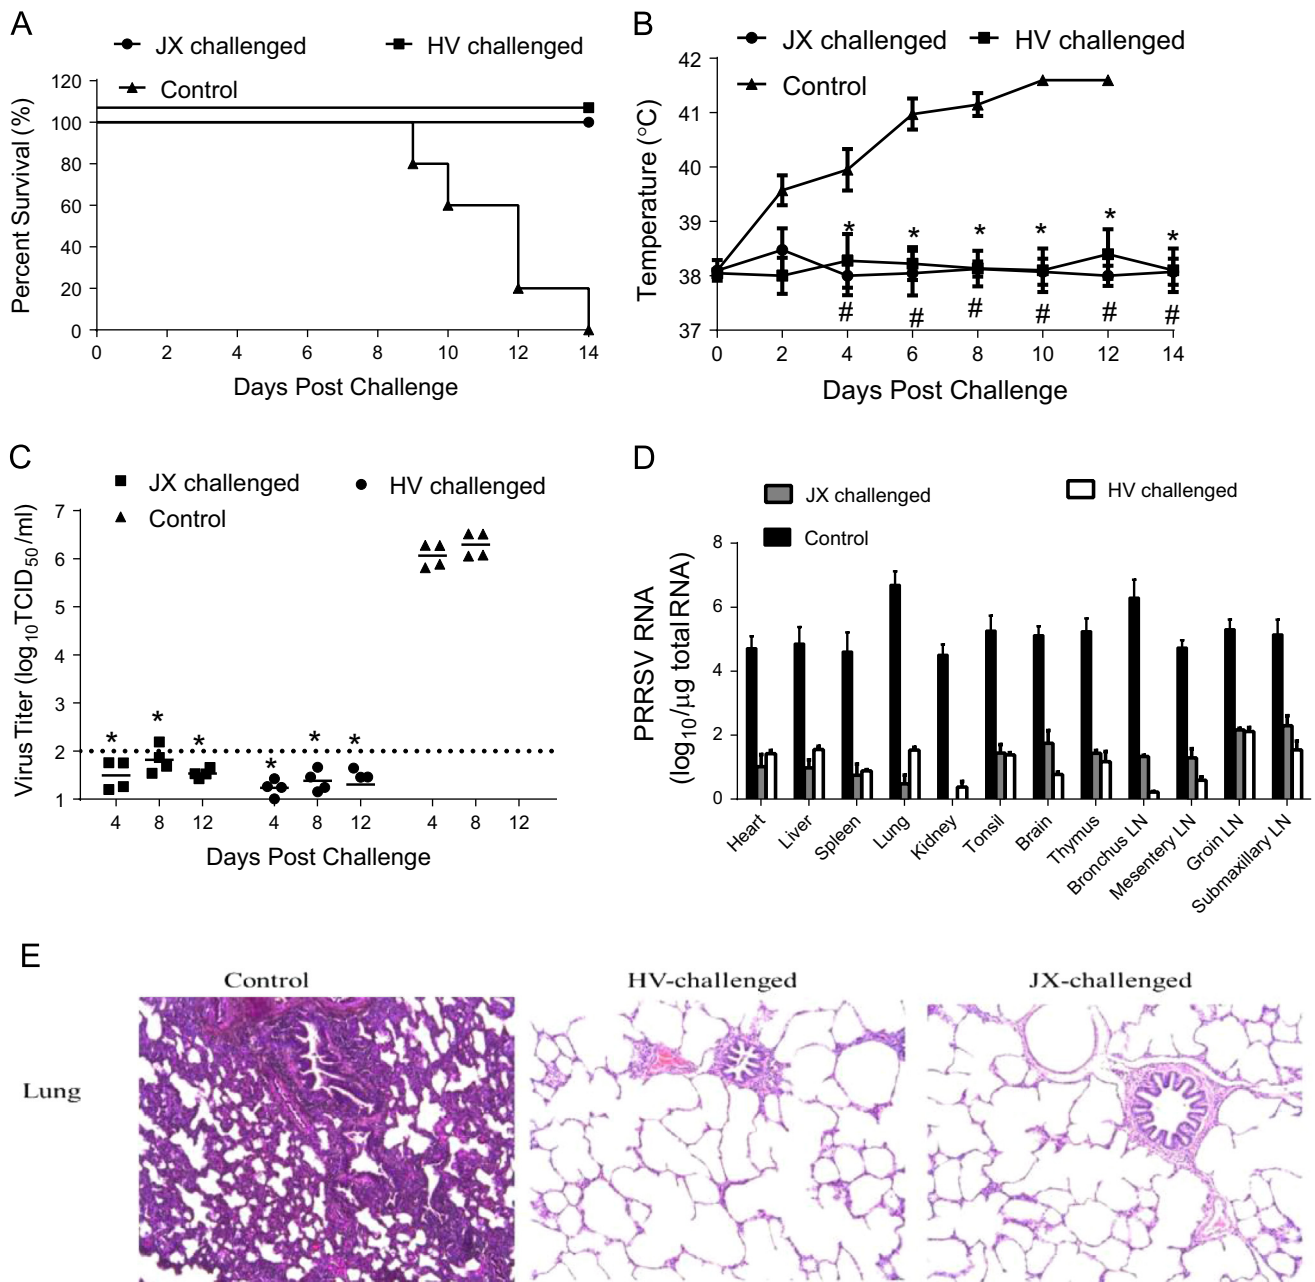 A
JX challenged
HV challenged
Control
Percent Survival (%)
120
100
80
60
40
20
0
0 2 4 6 8 10 12 14
Days Post Challenge
B
JX challenged
HV challenged
Control
Temperature (°C)
42
41
40
39
38
37
* * * * * *
# # # # # #
0 2 4 6 8 10 12 14
Days Post Challenge
C
JX challenged
HV challenged
Control
Virus Titer (log10TCID50/ml)
7
6
5
4
3
2
1
* * * * * *
4 8 12 4 8 12 4 8 12
Days Post Challenge
D
JX challenged
HV challenged
Control
PRRSV RNA
(log10/μg total RNA)
8
6
4
2
0
Heart
Liver
Spleen
Lung
Kidney
Tonsil
Brain
Thymus
Bronchus LN
Mesentery LN
Groin LN
Submaxillary LN
E
Control
HV-challenged
JX-challenged
Lung